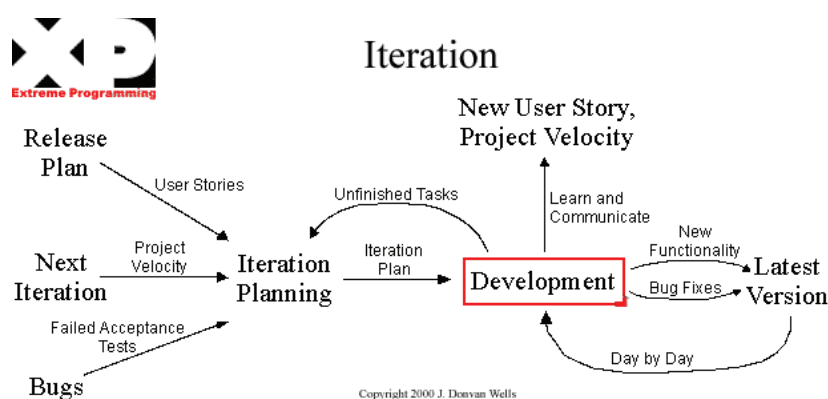 XP
Extreme Programming
Iteration
New User Story,
Project Velocity
Release
Plan
User Stories
Unfinished Tasks
Learn and
Communicate
New
Functionality
Project
Velocity
Next
Iteration
Iteration
Planning
Iteration
Plan
Development
Bug Fixes
Latest
Version
Failed Acceptance
Tests
Bugs
Day by Day
Copyright 2000 J. Donvan Wells